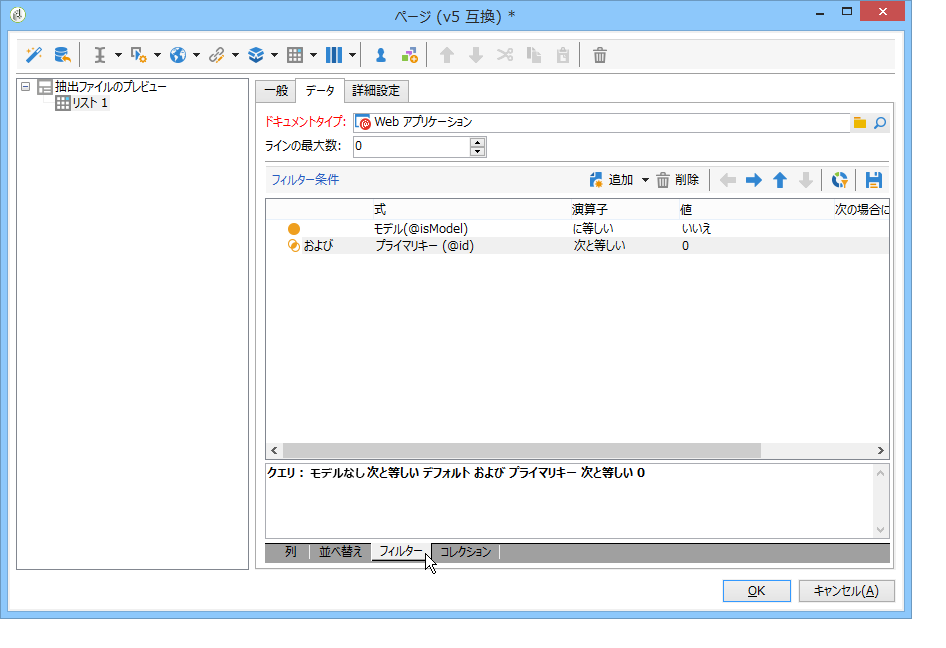 ページ (v5 互換) *
抽出ファイルのプレビュー
リスト 1
一般 データ 詳細設定
ドキュメントタイプ: Web アプリケーション
ラインの最大数: 0
フィルター条件 追加 削除
式 演算子 値 次の場合に
モデル(@isModel) に等しい いいえ
および プライマリキー (@id) 次と等しい 0
クエリ： モデルなし 次と等しい デフォルト および プライマリキー 次と等しい 0
列 並べ替え フィルター コレクション
OK キャンセル(A)